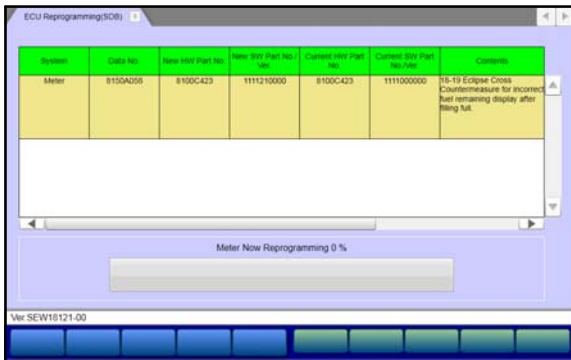 ECU Reprogramming(SDB)
System Data No. New HW Part No. New SW Part No./ Ver. Current HW Part No. Current SW Part No./Ver Contents
Meter 8150A056 8100C423 1111210000 8100C423 1111000000 18-19 Eclipse Cross
Countermeasure for incorrect
fuel remaining display after
filling full.
Meter Now Reprogramming 0 %
Ver.SEW18121-00